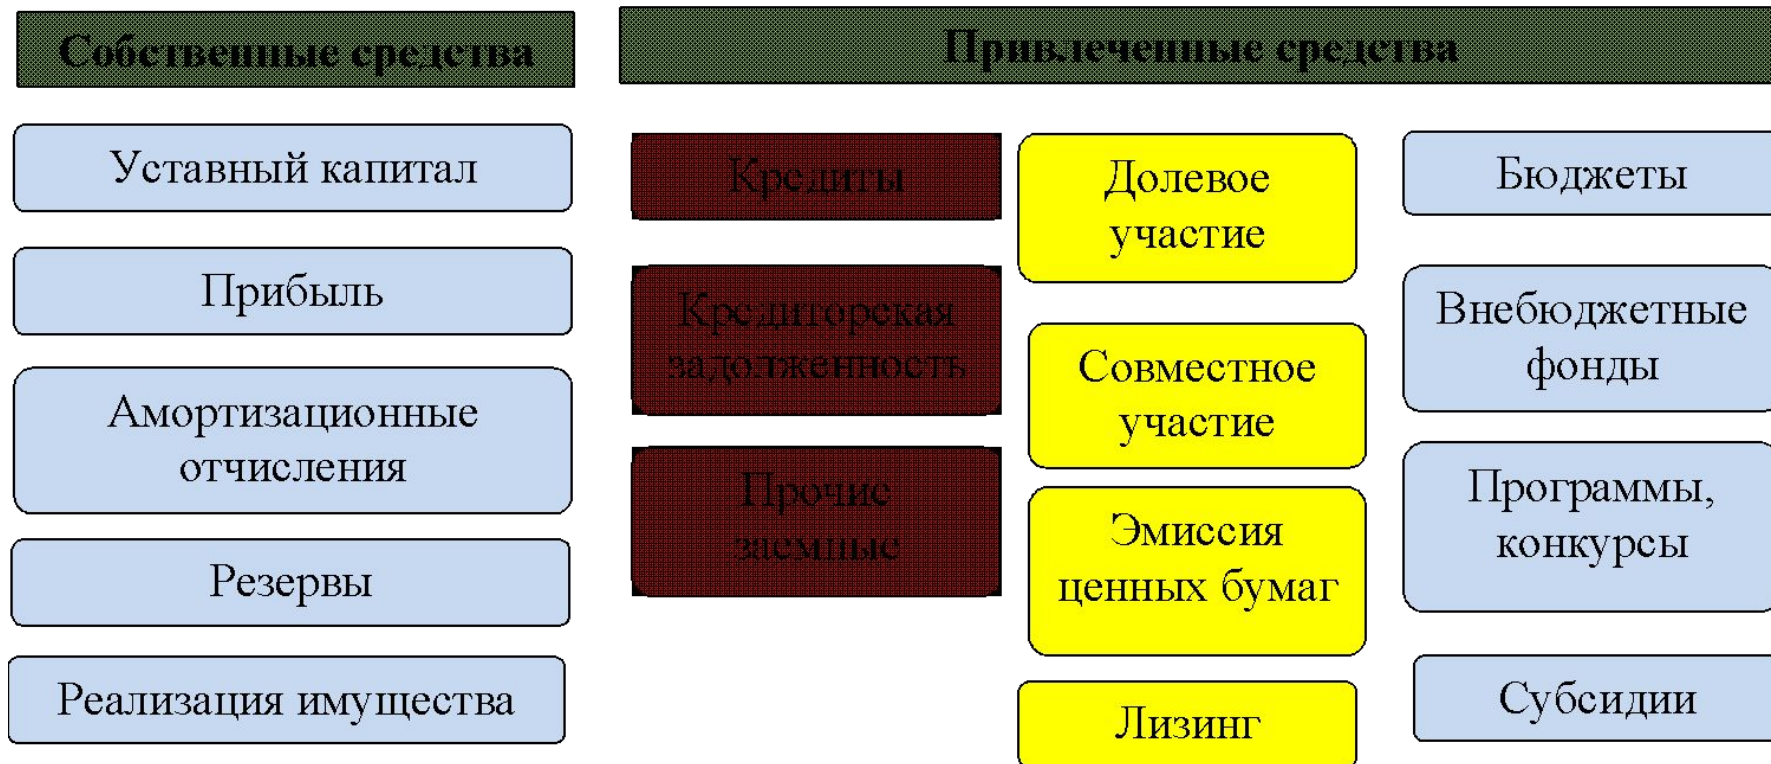 Собственные средства
Привлеченные средства
Уставный капитал
Прибыль
Амортизационные
отчисления
Резервы
Реализация имущества
Кредиты
Кредиторская
задолженность
Прочие
заемные
Долевое
участие
Совместное
участие
Эмиссия
ценных бумаг
Лизинг
Бюджеты
Внебюджетные
фонды
Программы,
конкурсы
Субсидии